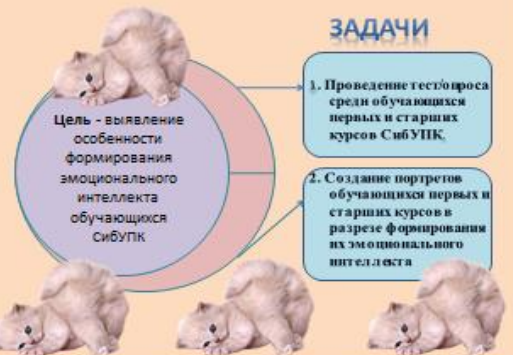 ЗАДАЧИ
Цель - выявление
особенности
формирования
эмоционального
интеллекта
обучающихся
СибУПК
1. Проведение тест/опроса
среди обучающихся
первых и старших
курсов СибУПК.
2. Создание портретов
обучающихся первых и
старших курсов в
разрезе формирования
их эмоционального
интеллекта